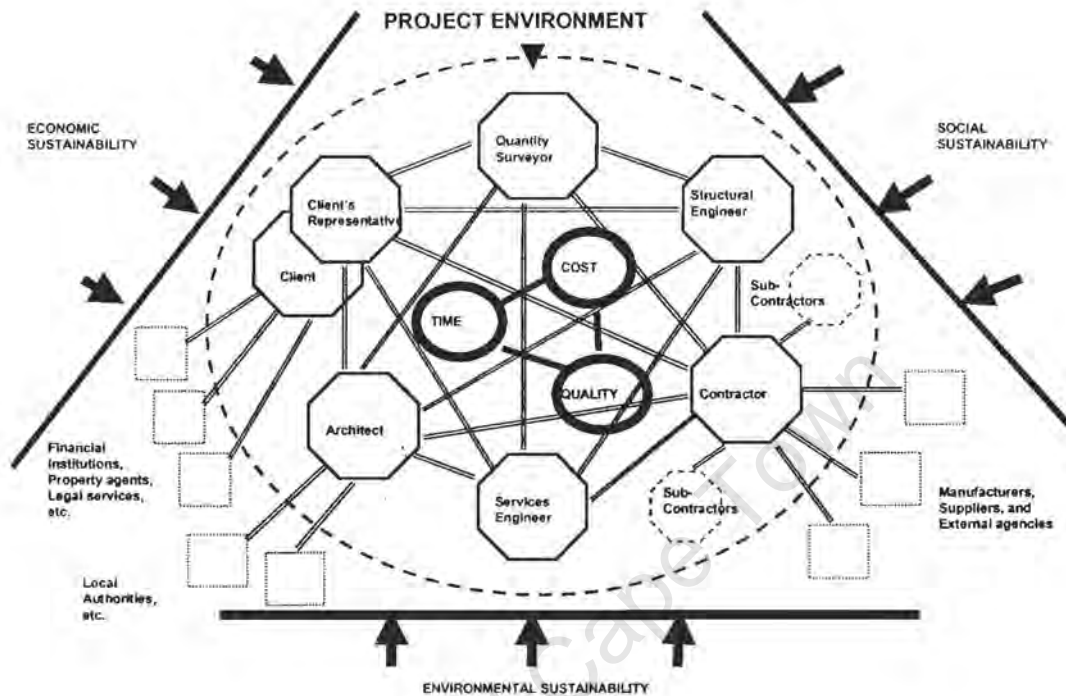 PROJECT ENVIRONMENT
ECONOMIC
SUSTAINABILITY
SOCIAL
SUSTAINABILITY
Quantity
Surveyor
Client's
Representative
Structural
Engineer
Client
COST
Sub-
Contractors
TIME
QUALITY
Contractor
Architect
Financial
Institutions,
Property agents,
Legal services,
etc.
Services
Engineer
Sub-
Contractors
Manufacturers,
Suppliers, and
External agencies
Local
Authorities,
etc.
Cape Town
ENVIRONMENTAL SUSTAINABILITY